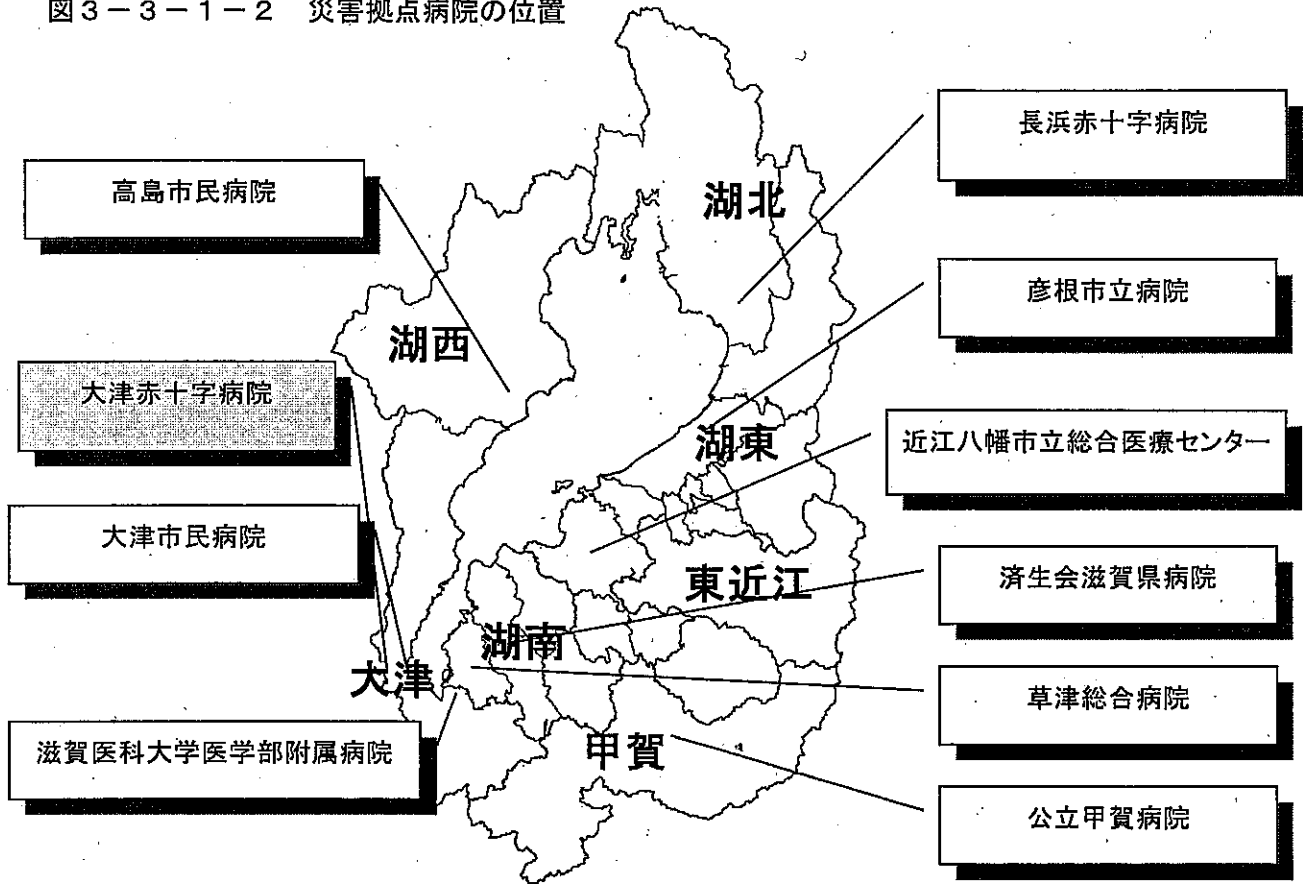 図3-3-1-2 災害拠点病院の位置
長浜赤十字病院
高島市民病院
湖北
彦根市立病院
湖西
大津赤十字病院
湖東
近江八幡市立総合医療センター
大津市民病院
東近江
済生会滋賀県病院
湖南
大津
草津総合病院
滋賀医科大学医学部附属病院
甲賀
公立甲賀病院